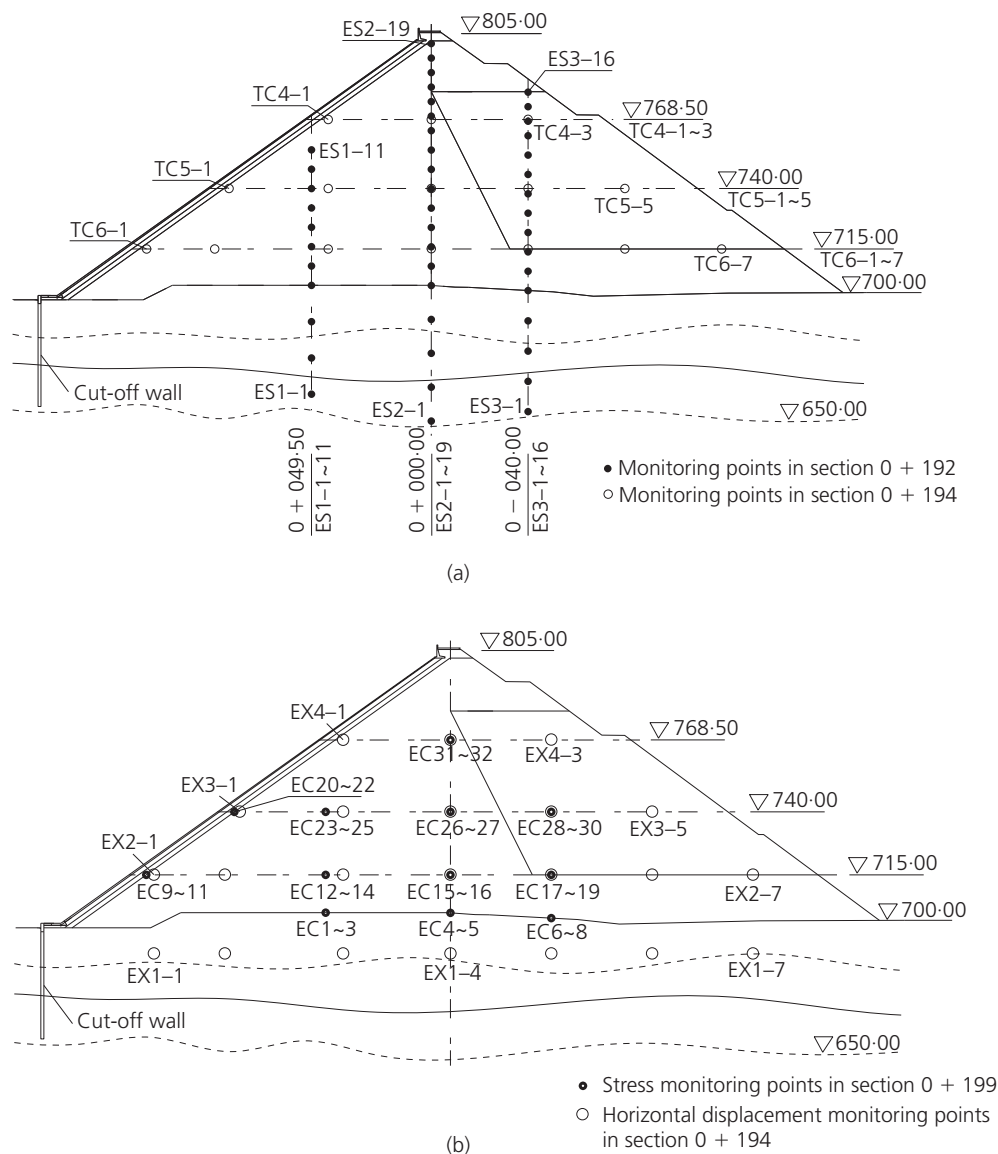 ES2–19
▽805·00
ES3–16
TC4–1
▽768·50
TC4–3
TC4–1~3
ES1–11
TC5–1
▽740·00
TC5–5
TC5–1~5
TC6–1
▽715·00
TC6–7
TC6–1~7
▽700·00
Cut-off wall
ES1–1
ES2–1
ES3–1
▽650·00
0 + 049·50
ES1–1~11
0 + 000·00
ES2–1~19
0 – 040·00
ES3–1~16
Monitoring points in section 0 + 192
Monitoring points in section 0 + 194
(a)
▽805·00
EX4–1
▽768·50
EC31~32
EX4–3
EX3–1
EC20~22
▽740·00
EC23~25
EC26~27
EC28~30
EX3–5
EX2–1
▽715·00
EC9~11
EC12~14
EC15~16
EC17~19
EX2–7
▽700·00
EC1~3
EC4~5
EC6~8
EX1–1
EX1–4
EX1–7
Cut-off wall
▽650·00
Stress monitoring points in section 0 + 199
Horizontal displacement monitoring points
in section 0 + 194
(b)